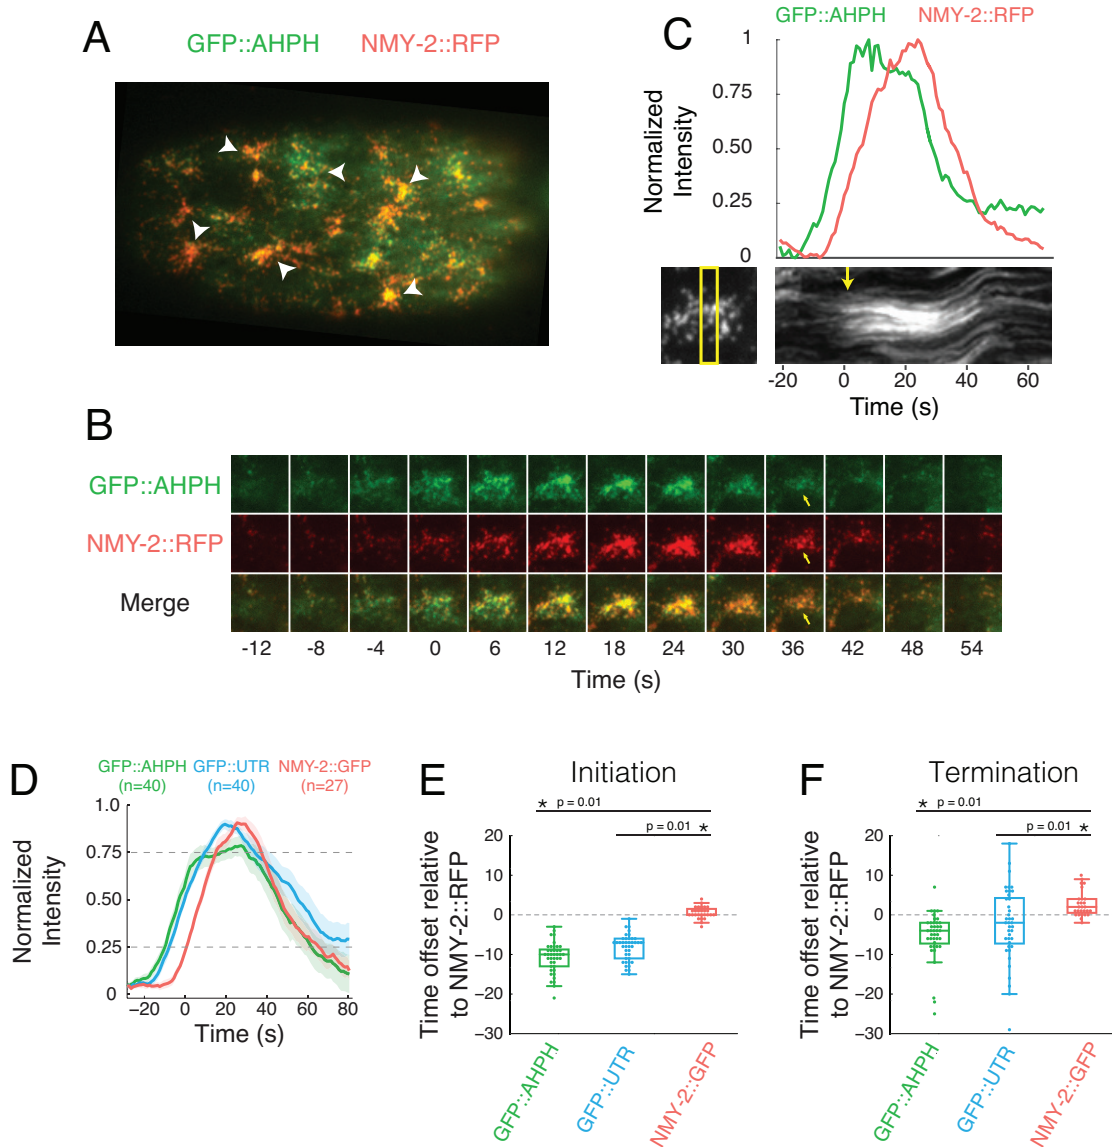 A
GFP::AHPH NMY-2::RFP
C
GFP::AHPH NMY-2::RFP
Normalized
Intensity
1
0.75
0.5
0.25
0
-20 0 20 40 60
Time (s)
B
GFP::AHPH
NMY-2::RFP
Merge
-12 -8 -4 0 6 12 18 24 30 36 42 48 54
Time (s)
D
GFP::AHPH GFP::UTR NMY-2::GFP
(n=40) (n=40) (n=27)
Normalized
Intensity
1.0
0.75
0.50
0.25
0
−20 0 20 40 60 80
Time (s)
E
Initiation
* p = 0.01
p = 0.01 *
Time offset relative
to NMY-2::RFP
20
10
0
−10
−20
−30
GFP::AHPH
GFP::UTR
NMY-2::GFP
F
Termination
* p = 0.01
p = 0.01 *
Time offset relative
to NMY-2::RFP
20
10
0
−10
−20
−30
GFP::AHPH
GFP::UTR
NMY-2::GFP